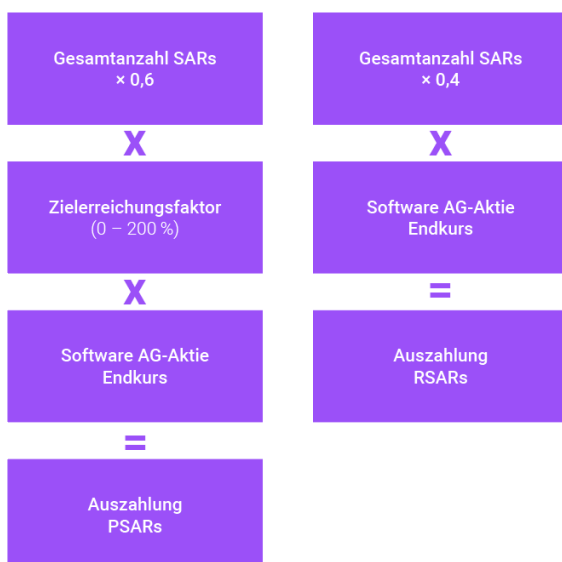 Gesamtanzahl SARs
× 0,6
X
Zielerreichungsfaktor
(0 – 200 %)
X
Software AG-Aktie
Endkurs
=
Auszahlung
PSARs
Gesamtanzahl SARs
× 0,4
X
Software AG-Aktie
Endkurs
=
Auszahlung
RSARs